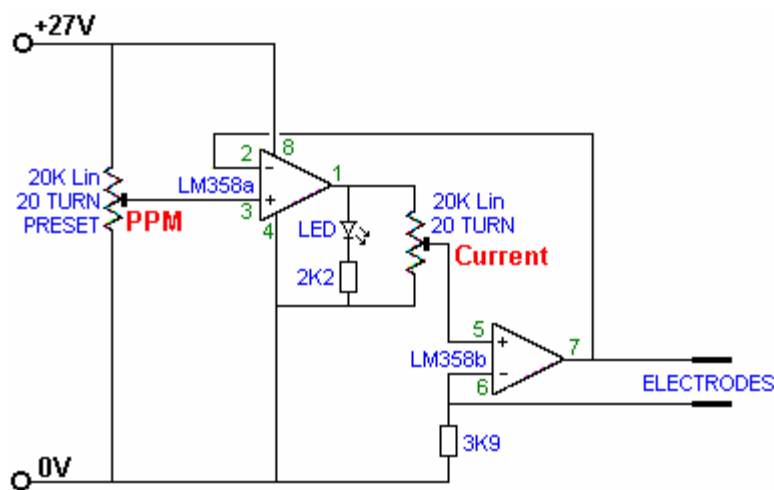 +27V
2
8
20K Lin
20 TURN
PRESET
PPM
LM358a
-
+
3
4
1
LED
2K2
20K Lin
20 TURN
Current
5
+
LM358b
-
6
7
ELECTRODES
3K9
0V